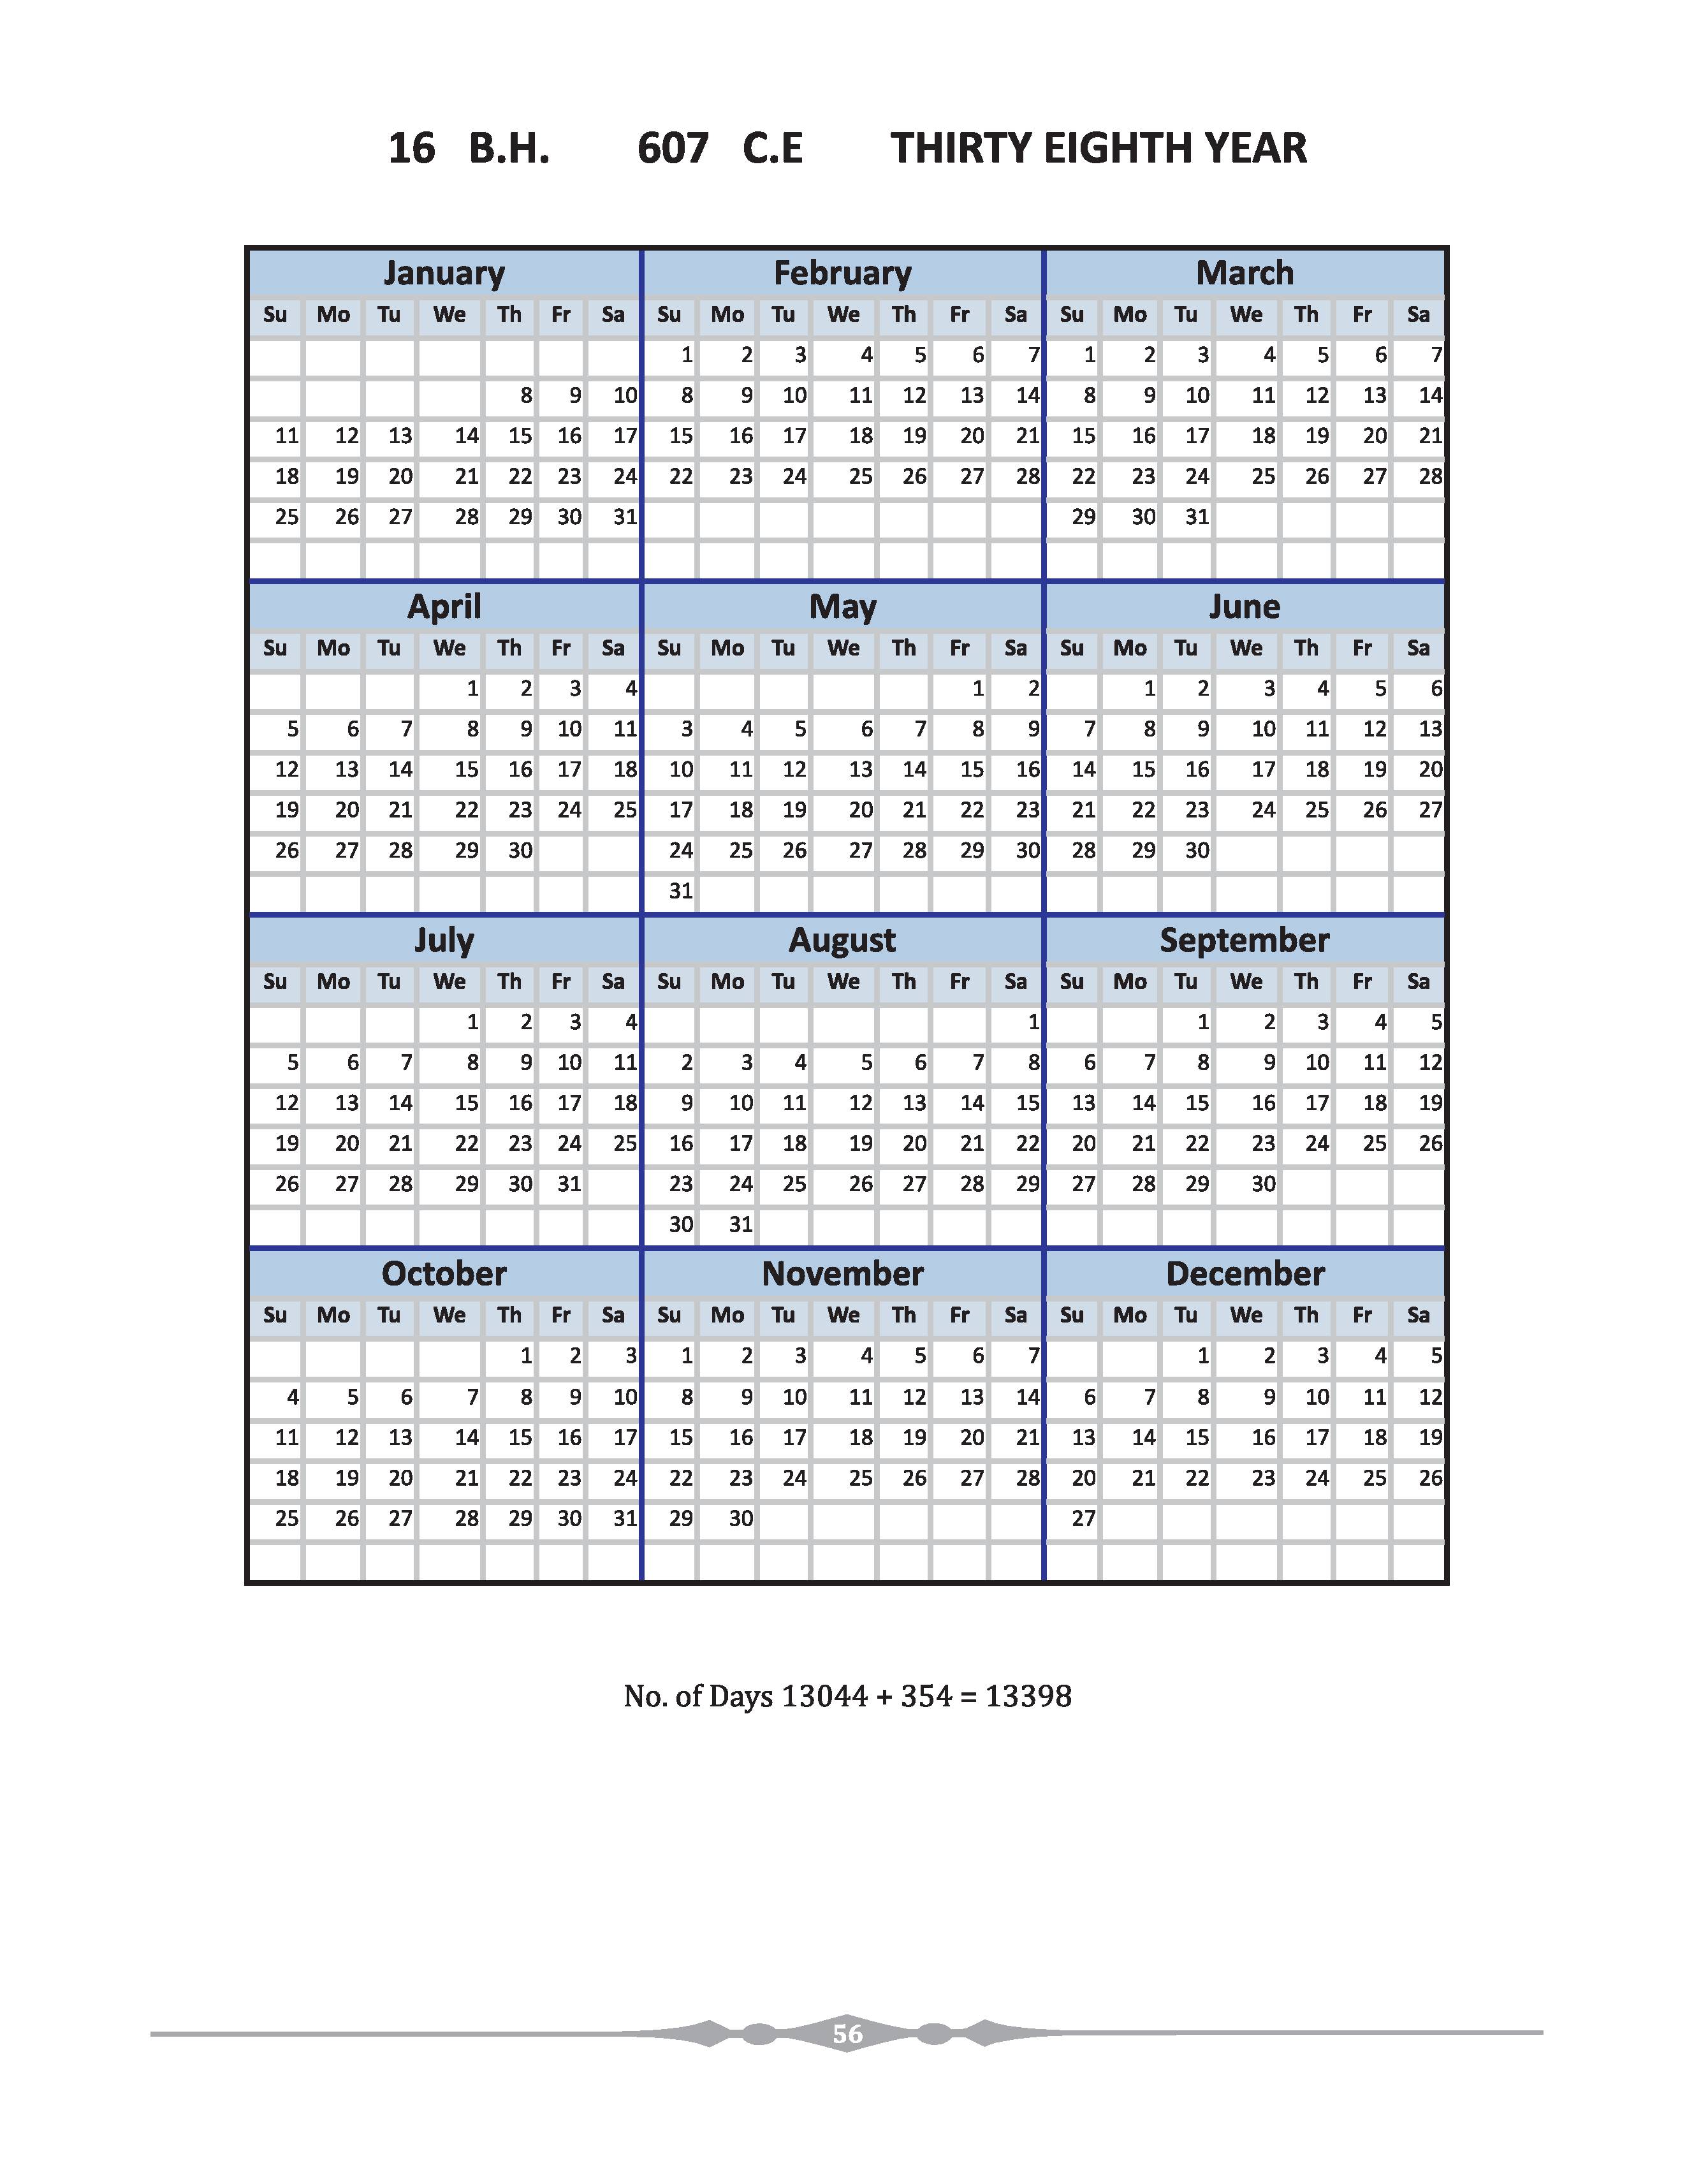 16 B.H. 607 C.E THIRTY EIGHTH YEAR
January February March
Su Mo Tu We Th Fr Sa Su Mo Tu We Th Fr Sa Su Mo Tu We Th Fr Sa
1 2 3 4 5 6 7 1 2 3 4 5 6 7
8 9 10 8 9 10 11 12 13 14 8 9 10 11 12 13 14
11 12 13 14 15 16 17 15 16 17 18 19 20 21 15 16 17 18 19 20 21
18 19 20 21 22 23 24 22 23 24 25 26 27 28 22 23 24 25 26 27 28
25 26 27 28 29 30 31 29 30 31
April May June
Su Mo Tu We Th Fr Sa Su Mo Tu We Th Fr Sa Su Mo Tu We Th Fr Sa
1 2 3 4 1 2 1 2 3 4 5 6
5 6 7 8 9 10 11 3 4 5 6 7 8 9 7 8 9 10 11 12 13
12 13 14 15 16 17 18 10 11 12 13 14 15 16 14 15 16 17 18 19 20
19 20 21 22 23 24 25 17 18 19 20 21 22 23 21 22 23 24 25 26 27
26 27 28 29 30 24 25 26 27 28 29 30 28 29 30
31
July August September
Su Mo Tu We Th Fr Sa Su Mo Tu We Th Fr Sa Su Mo Tu We Th Fr Sa
1 2 3 4 1 1 2 3 4 5
5 6 7 8 9 10 11 2 3 4 5 6 7 8 6 7 8 9 10 11 12
12 13 14 15 16 17 18 9 10 11 12 13 14 15 13 14 15 16 17 18 19
19 20 21 22 23 24 25 16 17 18 19 20 21 22 20 21 22 23 24 25 26
26 27 28 29 30 31 23 24 25 26 27 28 29 27 28 29 30
30 31
October November December
Su Mo Tu We Th Fr Sa Su Mo Tu We Th Fr Sa Su Mo Tu We Th Fr Sa
1 2 3 1 2 3 4 5 6 7 1 2 3 4 5
4 5 6 7 8 9 10 8 9 10 11 12 13 14 6 7 8 9 10 11 12
11 12 13 14 15 16 17 15 16 17 18 19 20 21 13 14 15 16 17 18 19
18 19 20 21 22 23 24 22 23 24 25 26 27 28 20 21 22 23 24 25 26
25 26 27 28 29 30 31 29 30 27
No. of Days 13044 + 354 = 13398
56